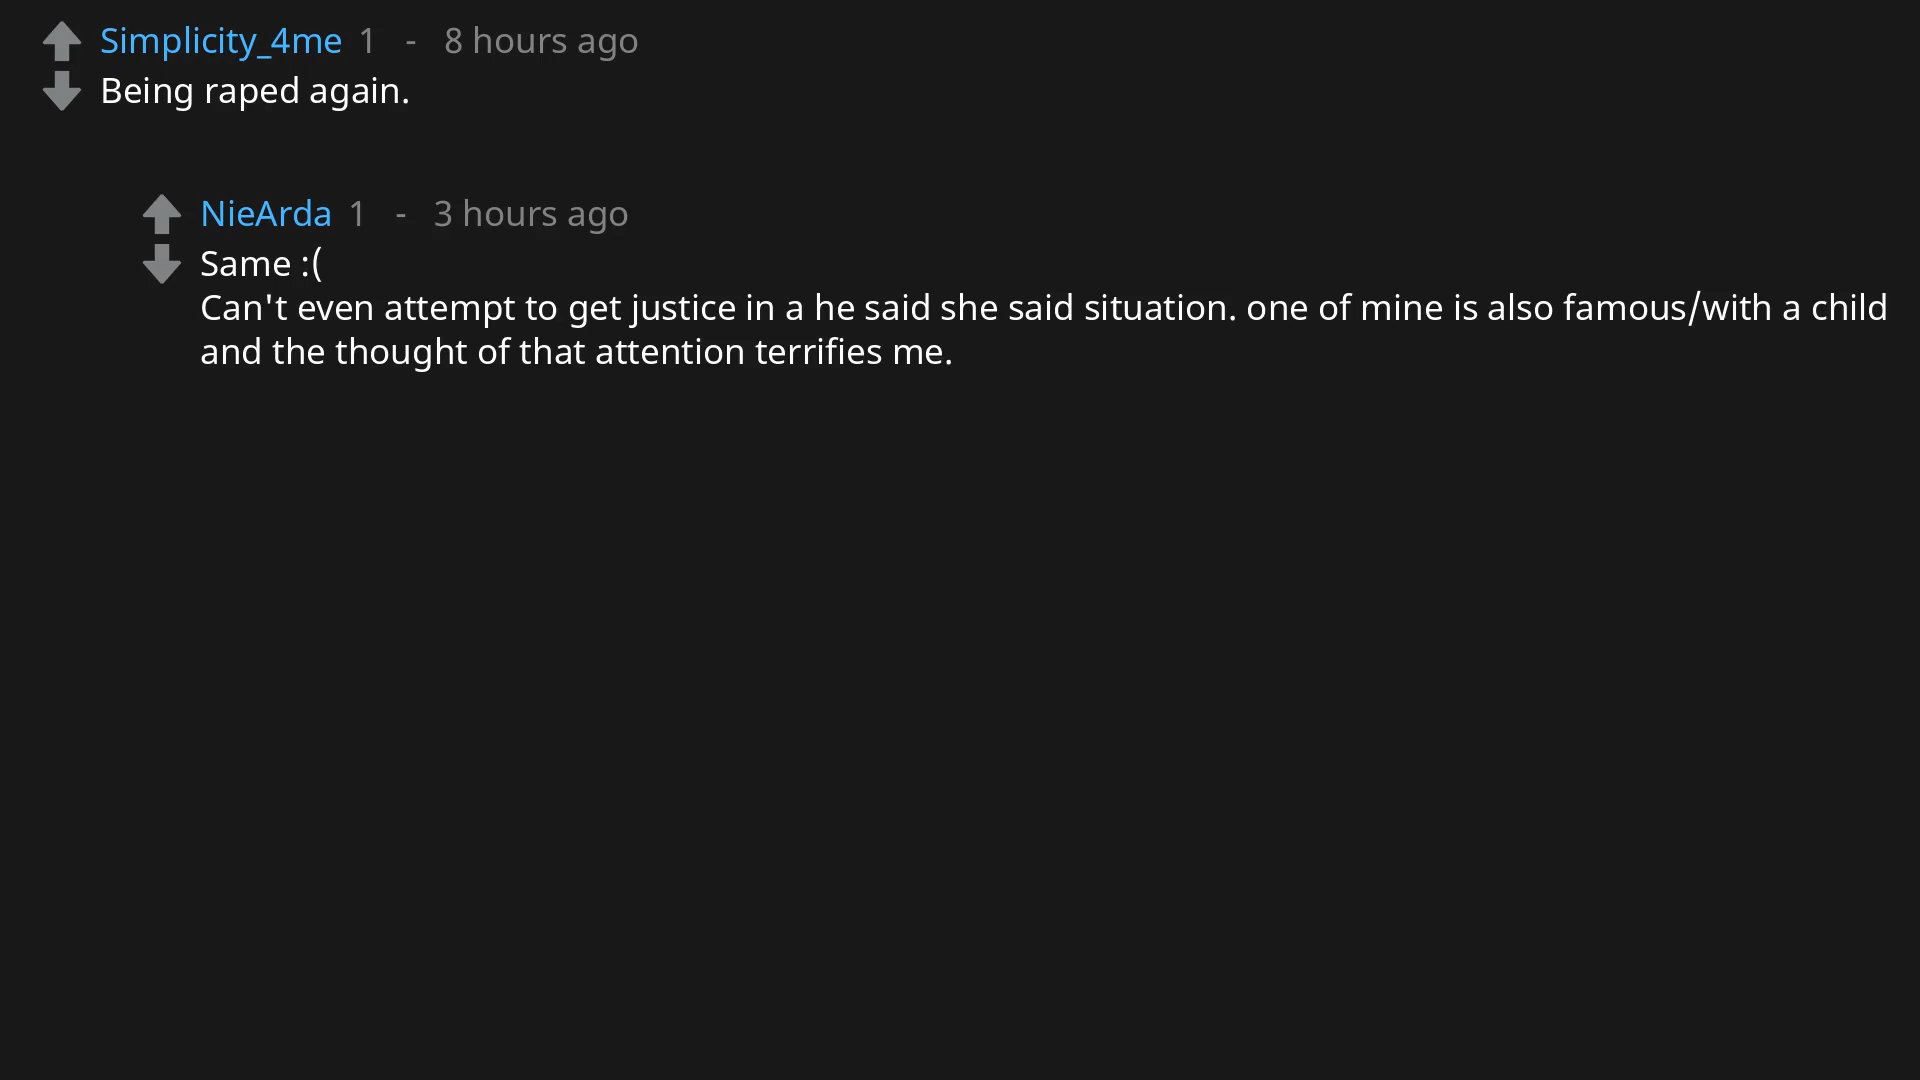 Simplicity_4me 1 - 8 hours ago
Being raped again.
NieArda 1 - 3 hours ago
Same :(
Can't even attempt to get justice in a he said she said situation. one of mine is also famous/with a child
and the thought of that attention terrifies me.